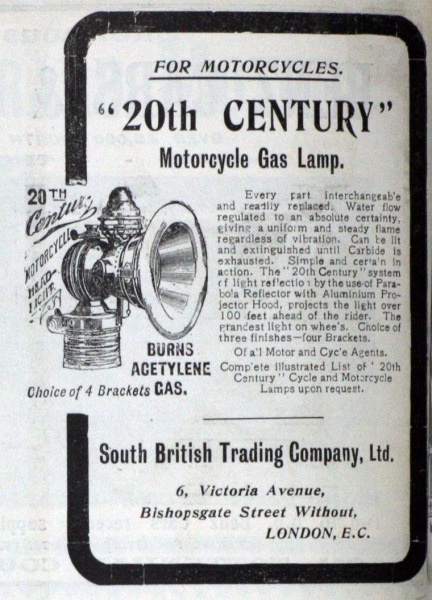 FOR MOTORCYCLES.
"20th CENTURY"
Motorcycle Gas Lamp.
20TH
Century
MOTORCYCLE
HEAD-
LIGHT
Every part interchangeable
and readily replaced. Water flow
regulated to an absolute certainty,
giving a uniform and steady flame
regardless of vibration. Can be lit
and extinguished until Carbide is
exhausted. Simple and certain in
action. The "20th Century" system
of light reflection by the use of Para-
bola Reflector with Aluminium Pro-
jector Hood, projects the light over
100 feet ahead of the rider. The
grandest light on wheels. Choice of
three finishes—four Brackets.
Of all Motor and Cycle Agents.
Complete Illustrated List of "20th
Century" Cycle and Motorcycle
Lamps upon request.
BURNS
ACETYLENE
GAS.
Choice of 4 Brackets
South British Trading Company, Ltd.
6, Victoria Avenue,
Bishopsgate Street Without,
LONDON, E.C.